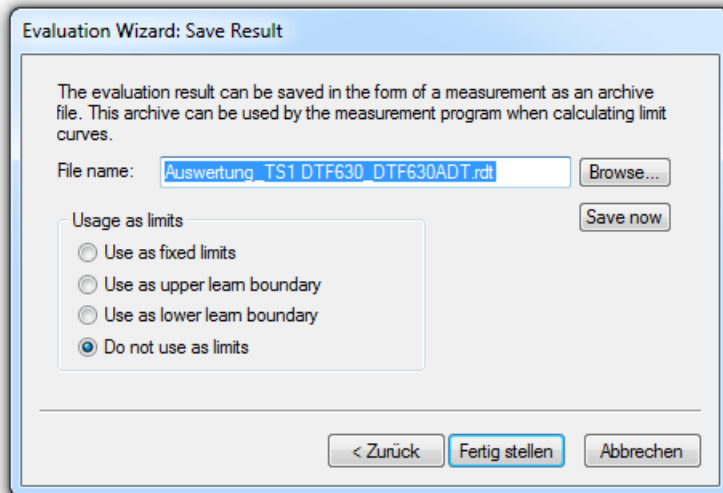 Evaluation Wizard: Save Result
The evaluation result can be saved in the form of a measurement as an archive
file. This archive can be used by the measurement program when calculating limit
curves.
File name: Auswertung_TS1 DTF630_DTF630ADT.rdt Browse...
Save now
Usage as limits
Use as fixed limits
Use as upper learn boundary
Use as lower learn boundary
Do not use as limits
< Zurück Fertig stellen Abbrechen